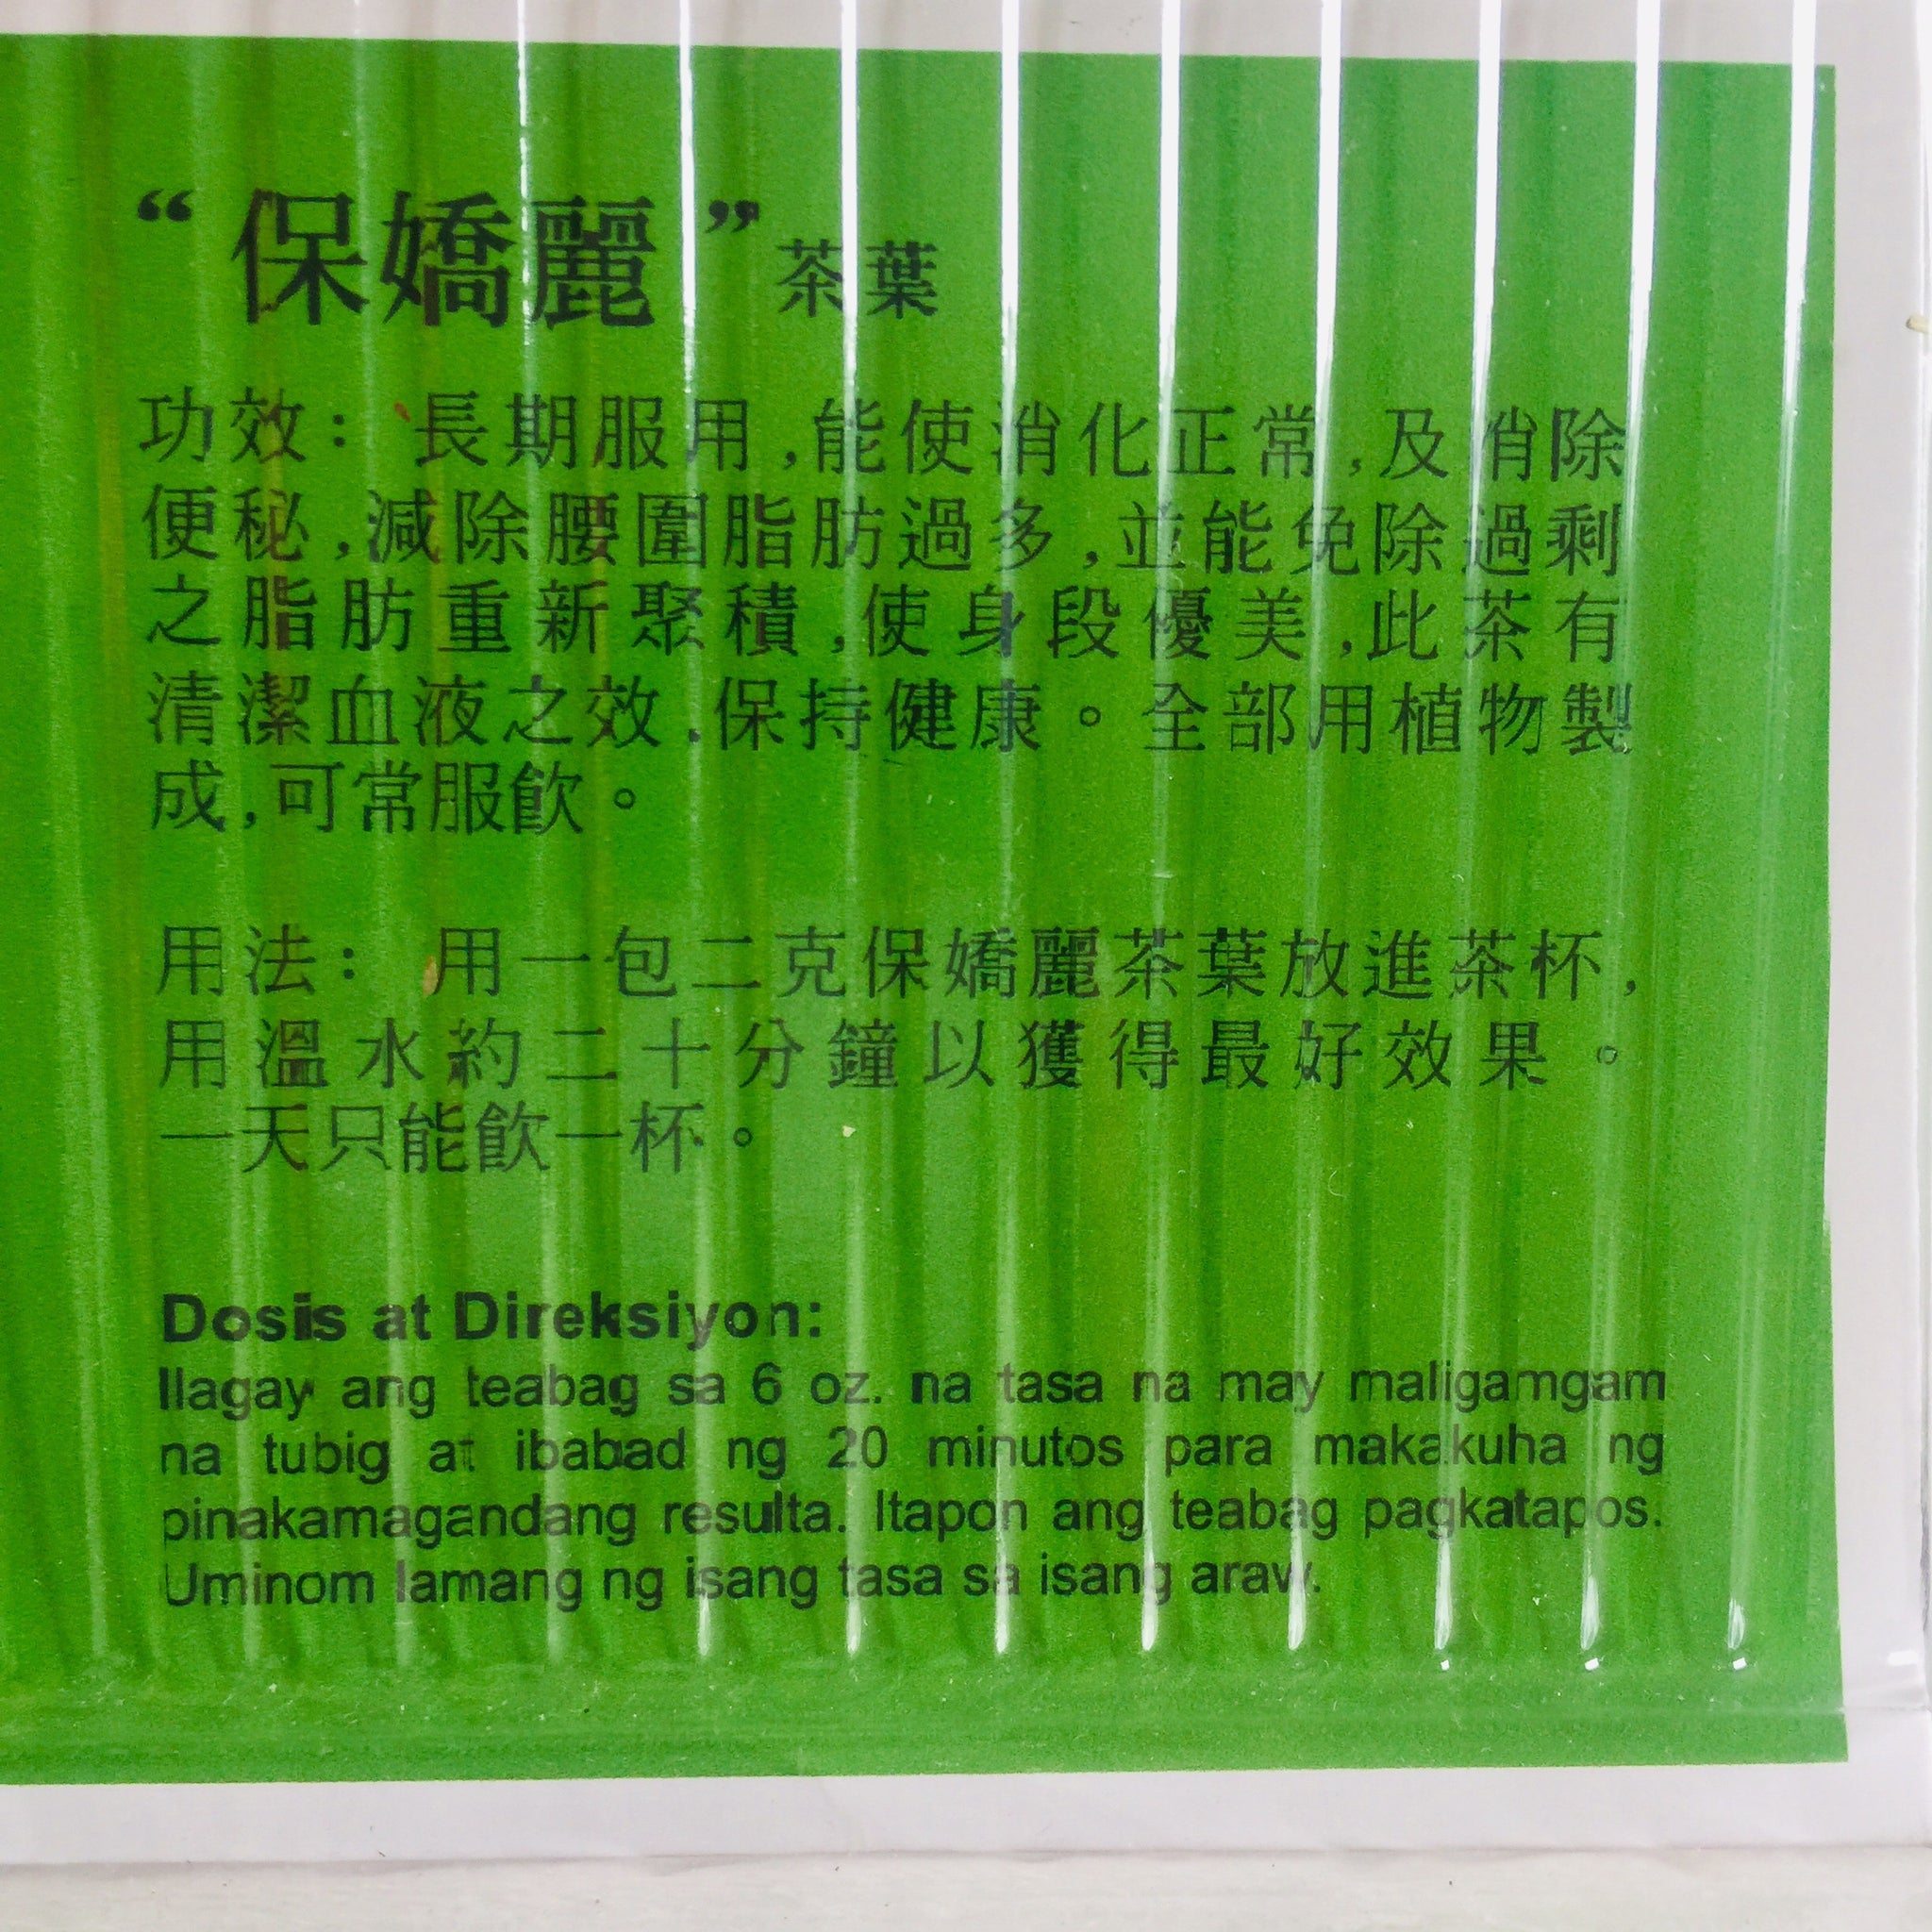 “保嬌麗”茶葉
功效：長期服用,能使消化正常,及消除
便秘,減除腰圍脂肪過多,並能免除過剩
之脂肪重新聚積,使身段優美,此茶有
清潔血液之效.保持健康。全部用植物製
成,可常服飲。
用法：用一包二克保嬌麗茶葉放進茶杯,
用溫水約二十分鐘以獲得最好效果。
一天只能飲一杯。
Dosis at Direksiyon:
Ilagay ang teabag sa 6 oz. na tasa na may maligamgam
na tubig at ibabad ng 20 minutos para makakuha ng
pinakamagandang resulta. Itapon ang teabag pagkatapos.
Uminom lamang ng isang tasa sa isang araw.